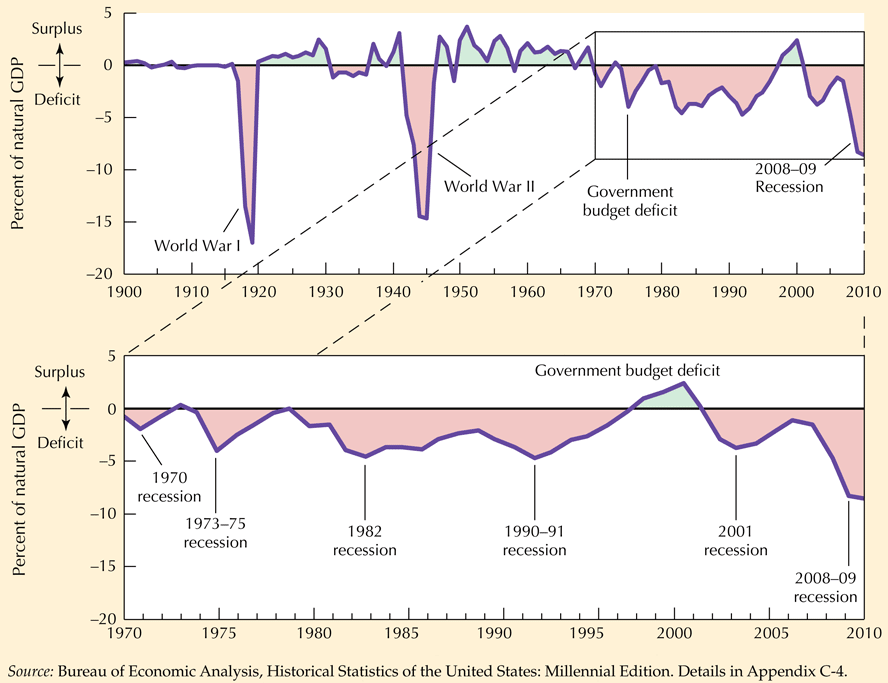 Surplus
Deficit
Percent of natural GDP
5
0
–5
–10
–15
–20
World War I
World War II
Government
budget deficit
2008–09
Recession
1900 1910 1920 1930 1940 1950 1960 1970 1980 1990 2000 2010
Surplus
Deficit
Percent of natural GDP
5
0
–5
–10
–15
–20
Government budget deficit
1970
recession
1973–75
recession
1982
recession
1990–91
recession
2001
recession
2008–09
recession
1970 1975 1980 1985 1990 1995 2000 2005 2010
Source: Bureau of Economic Analysis, Historical Statistics of the United States: Millennial Edition. Details in Appendix C-4.